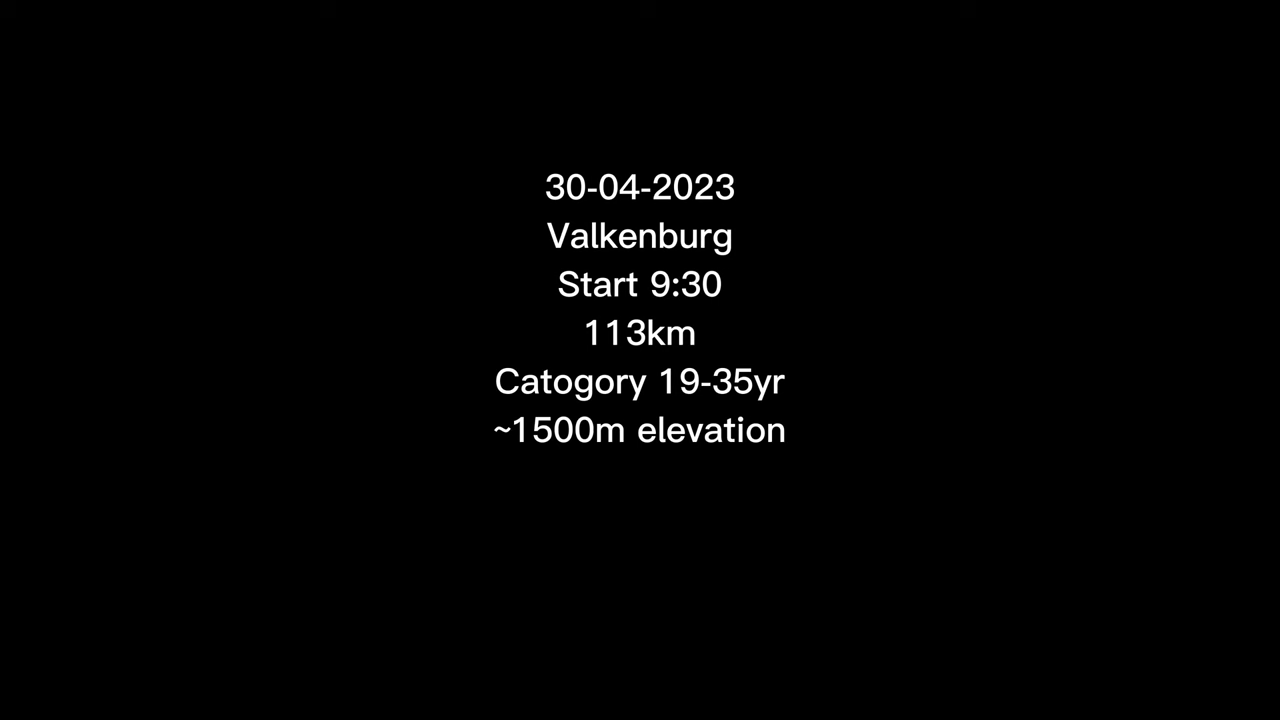 30-04-2023
Valkenburg
Start 9:30
113km
Catogory 19-35yr
~1500m elevation